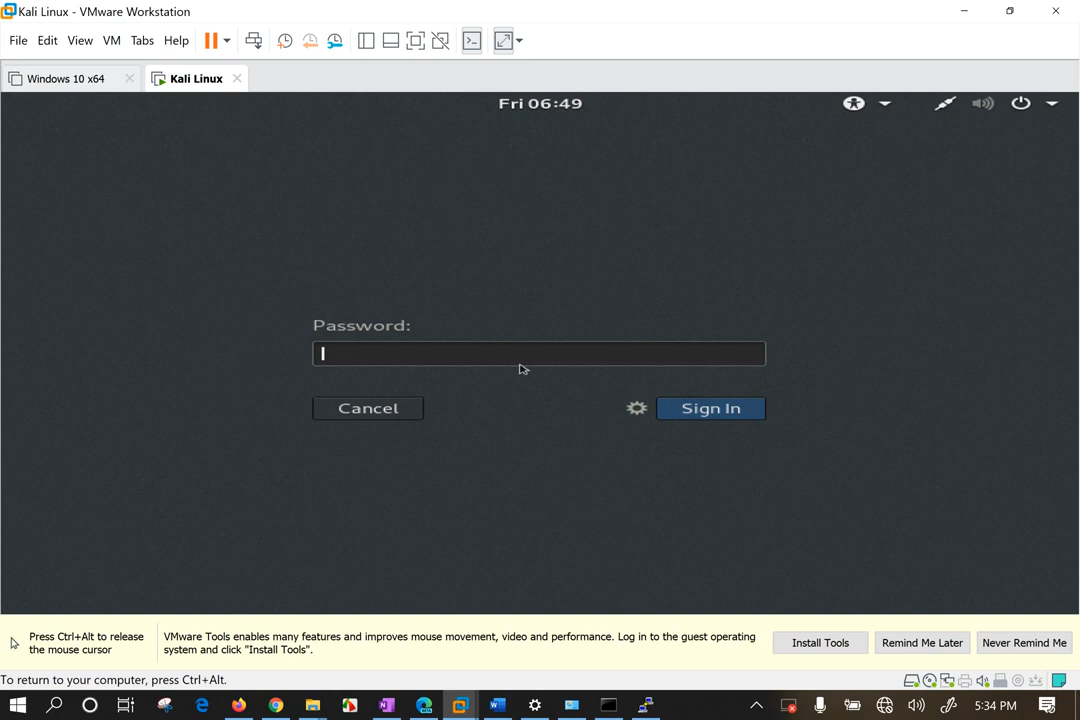 Kali Linux - VMware Workstation
File Edit View VM Tabs Help
Windows 10 x64
Kali Linux
Fri 06:49
Password:
Cancel
Sign In
Press Ctrl+Alt to release
the mouse cursor
VMware Tools enables many features and improves mouse movement, video and performance. Log in to the guest operating
system and click "Install Tools".
Install Tools
Remind Me Later
Never Remind Me
To return to your computer, press Ctrl+Alt.
5:34 PM